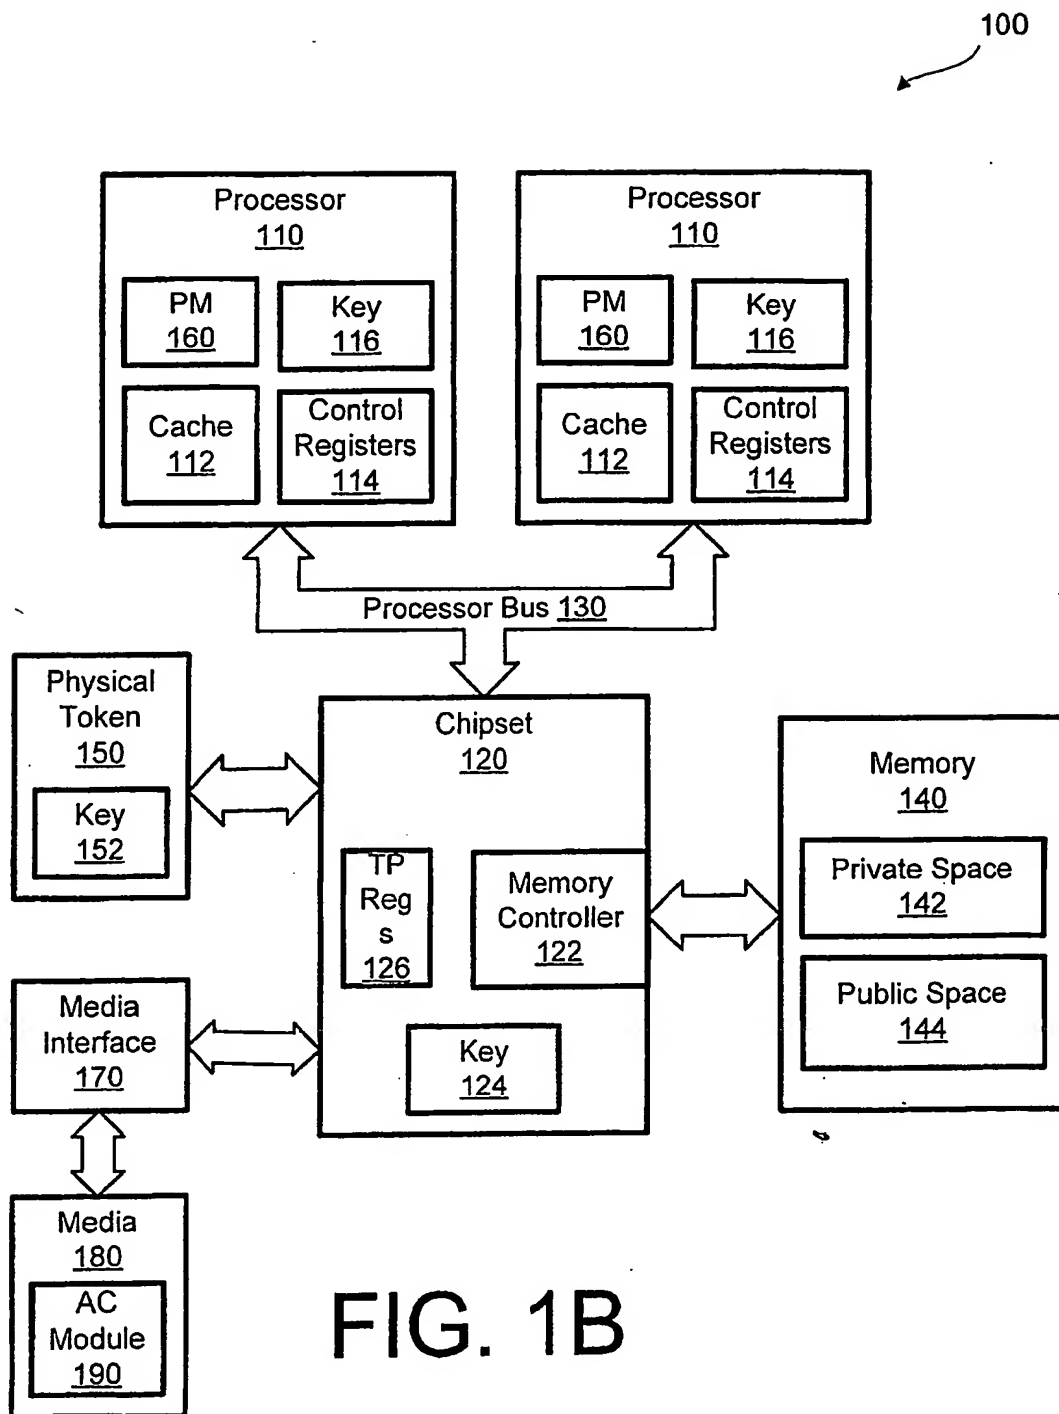 100
Processor
110
PM
160
Key
116
Cache
112
Control
Registers
114
Processor
110
PM
160
Key
116
Cache
112
Control
Registers
114
Processor Bus 130
Physical
Token
150
Key
152
Chipset
120
TP
Reg
s
126
Memory
Controller
122
Key
124
Memory
140
Private Space
142
Public Space
144
Media
Interface
170
Media
180
AC
Module
190
FIG. 1B